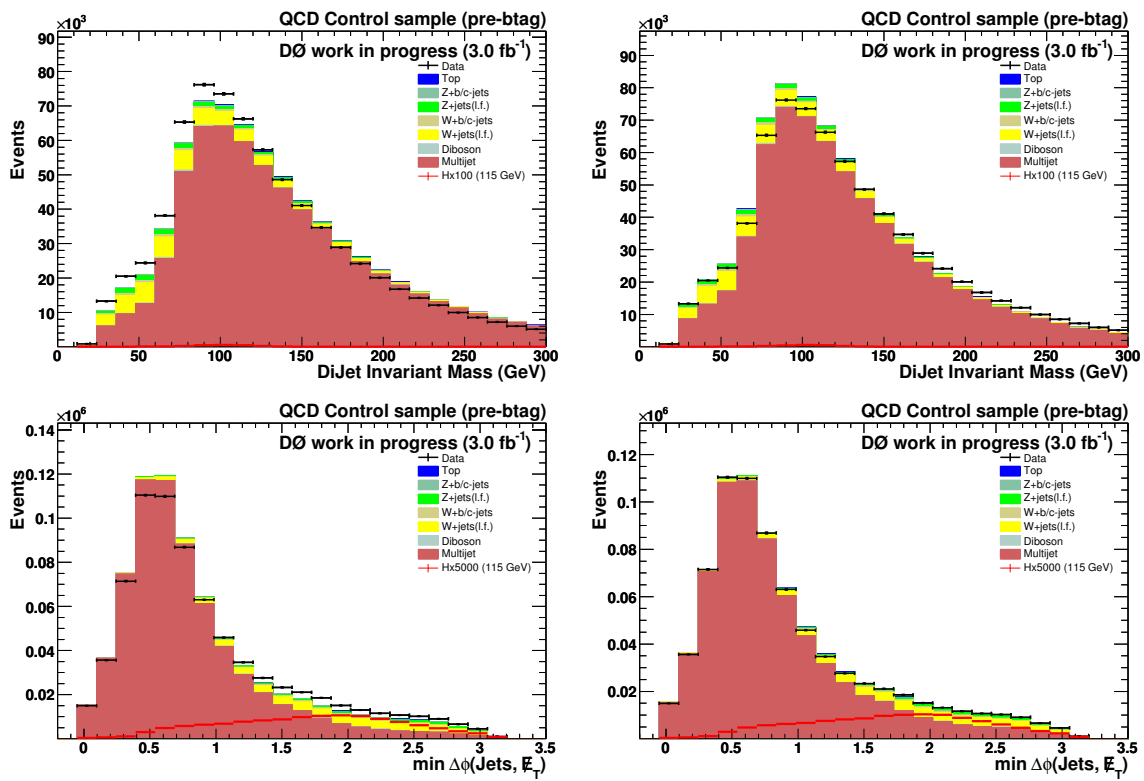 QCD Control sample (pre-btag)
×10³
DØ work in progress (3.0 fb⁻¹)
Events
90
80
70
60
50
40
30
20
10
0
Data
Top
Z+b/c-jets
Z+jets(l.f.)
W+b/c-jets
W+jets(l.f.)
Diboson
Multijet
Hx100 (115 GeV)
0 50 100 150 200 250 300
DiJet Invariant Mass (GeV)
QCD Control sample (pre-btag)
×10³
DØ work in progress (3.0 fb⁻¹)
Events
90
80
70
60
50
40
30
20
10
0
Data
Top
Z+b/c-jets
Z+jets(l.f.)
W+b/c-jets
W+jets(l.f.)
Diboson
Multijet
Hx100 (115 GeV)
0 50 100 150 200 250 300
DiJet Invariant Mass (GeV)
QCD Control sample (pre-btag)
×10⁶
DØ work in progress (3.0 fb⁻¹)
Events
0.14
0.12
0.1
0.08
0.06
0.04
0.02
0
Data
Top
Z+b/c-jets
Z+jets(l.f.)
W+b/c-jets
W+jets(l.f.)
Diboson
Multijet
Hx5000 (115 GeV)
0 0.5 1 1.5 2 2.5 3 3.5
min Δϕ(Jets, E̸_T)
QCD Control sample (pre-btag)
×10⁶
DØ work in progress (3.0 fb⁻¹)
Events
0.12
0.1
0.08
0.06
0.04
0.02
0
Data
Top
Z+b/c-jets
Z+jets(l.f.)
W+b/c-jets
W+jets(l.f.)
Diboson
Multijet
Hx5000 (115 GeV)
0 0.5 1 1.5 2 2.5 3 3.5
min Δϕ(Jets, E̸_T)